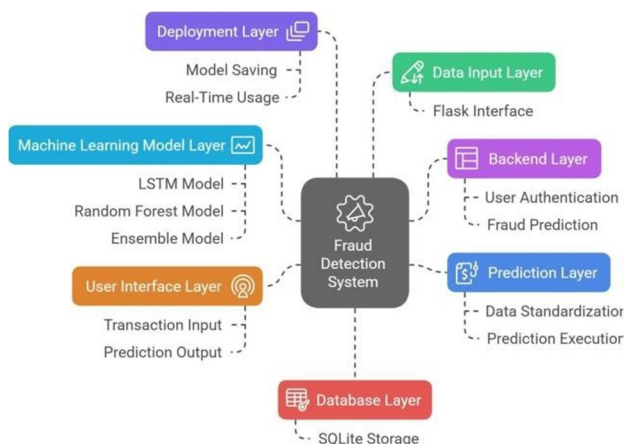 Deployment Layer
Model Saving
Real-Time Usage
Data Input Layer
Flask Interface
Machine Learning Model Layer
LSTM Model
Random Forest Model
Ensemble Model
Backend Layer
User Authentication
Fraud Prediction
Fraud
Detection
System
User Interface Layer
Transaction Input
Prediction Output
Prediction Layer
Data Standardization
Prediction Execution
Database Layer
SQLite Storage